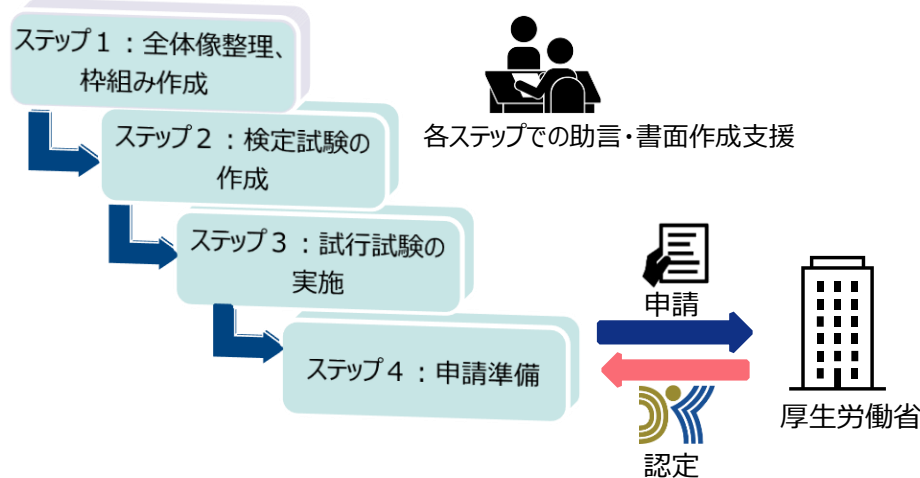 ステップ１：全体像整理、
枠組み作成
各ステップでの助言・書面作成支援
ステップ２：検定試験の
作成
ステップ３：試行試験の
実施
ステップ４：申請準備
申請
認定
厚生労働省